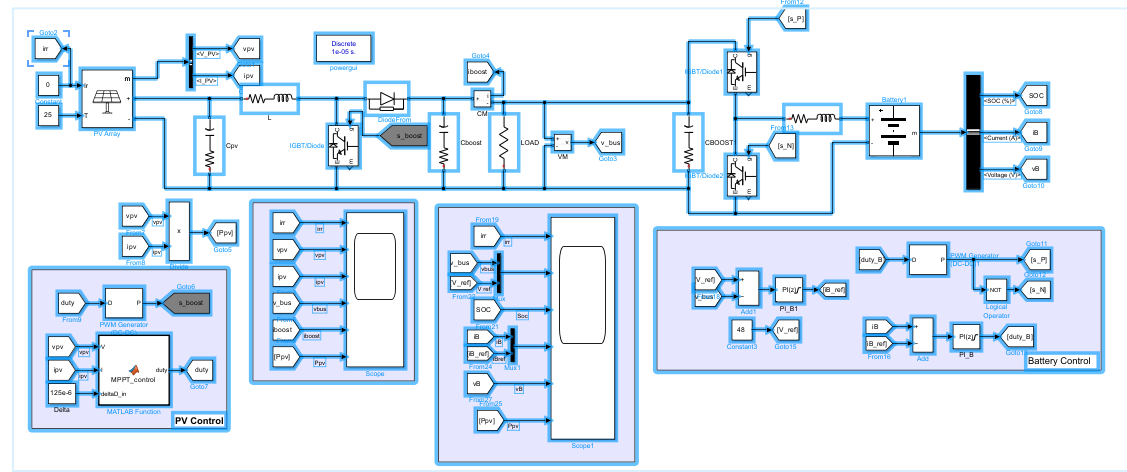 From12
[s_P]
Goto2
irr
<V_PV>
vpv
<I_PV>
ipv
Discrete
1e-05 s.
powergui
Goto4
iboost
0
Constant
25
Ir
T
m
+
-
PV Array
L
DiodeFrom
+
-
CM
g
C
E
IGBT/Diode1
Battery1
+
-
m
<SOC (%)>
SOC
Goto8
<Current (A)>
iB
Goto9
<Voltage (V)>
vB
Goto10
Cpv
IGBT/Diode
g
C
E
s_boost
Cboost
LOAD
+
-
v
VM
v_bus
Goto3
CBOOST
From13
[s_N]
g
C
E
IGBT/Diode2
vpv
vpv
From7
ipv
ipv
From8
x
Divide
[Ppv]
Goto5
irr
irr
vpv
vpv
ipv
ipv
v_bus
vbus
iboost
iboost
[Ppv]
Ppv
Scope
From19
irr
irr
v_bus
vbus
V_ref]
V ref
SOC
Soc
From21
iB
iB
iB_ref]
iBref
From24
Mux1
vB
vB
From27
From25
[Ppv]
Ppv
Scope1
duty
From9
D
P
PWM Generator
(DC-DC)
Goto6
s_boost
vpv
vpv
ipv
ipv
125e-6
Delta
V
I
deltaD_in
duty
MPPT_control
MATLAB Function
duty
Goto7
PV Control
V_ref]
v_bus
+
−
Add1
PI(z)
PI_B1
iB_ref]
48
Constant3
[V_ref]
Goto15
[duty_B]
D
P
PWM Generator
(DC-DC)1
Goto11
[s_P]
Goto12
NOT
Logical
Operator
[s_N]
iB
iB_ref]
From16
+
−
Add
PI(z)
PI_B
[duty_B]
Battery Control